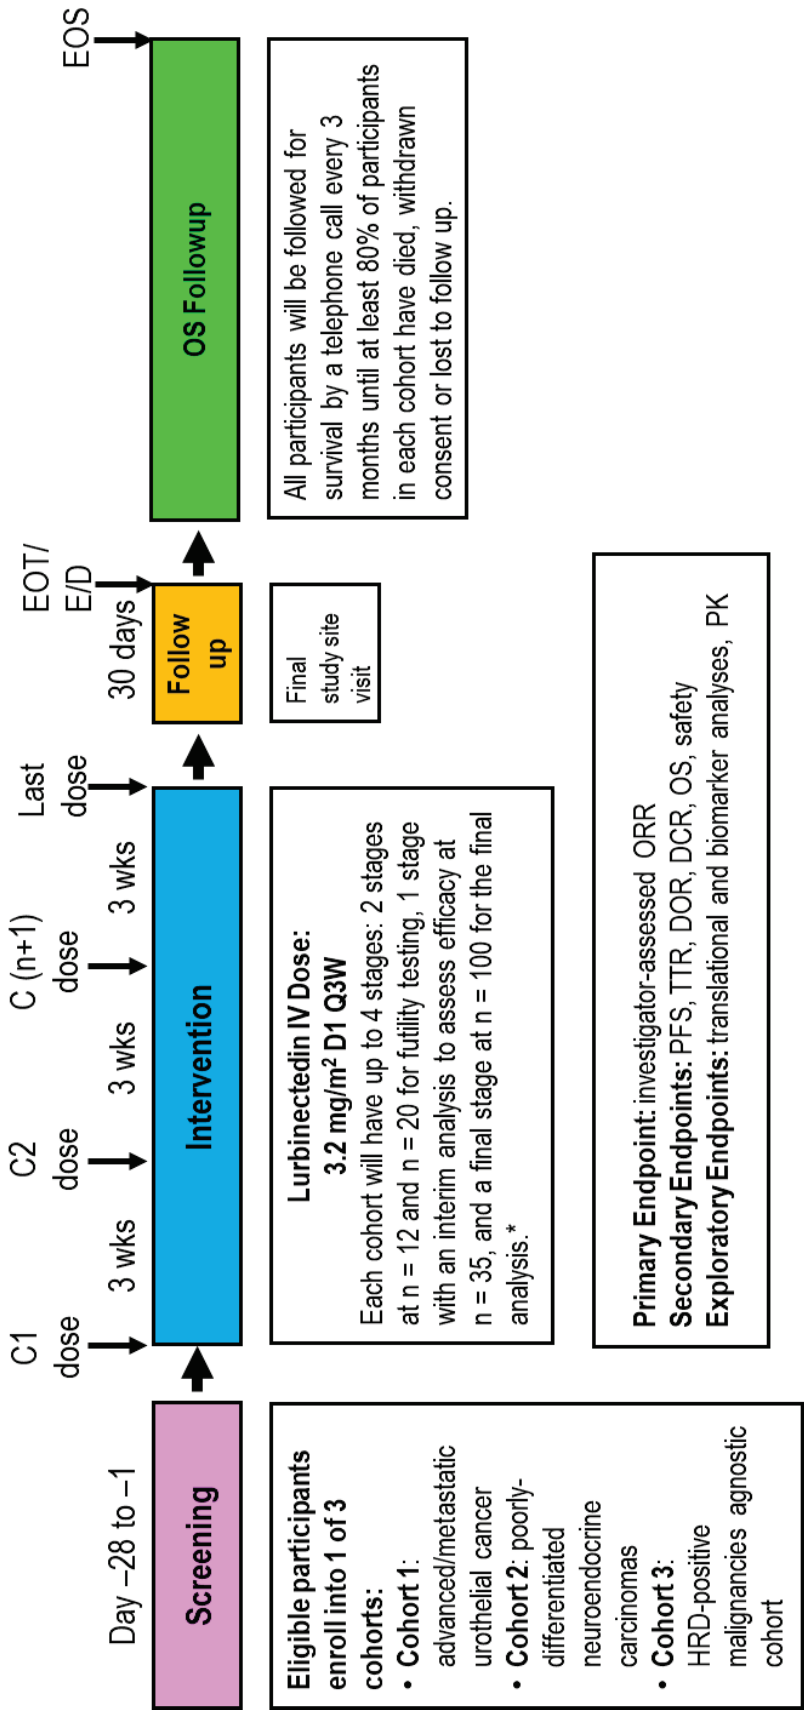 Day –28 to –1
C1
dose
3 wks
C2
dose
3 wks
C (n+1)
dose
3 wks
Last
dose
30 days
EOT/
E/D
EOS
Screening
Intervention
Follow
up
OS Followup
Eligible participants
enroll into 1 of 3
cohorts:
• Cohort 1:
advanced/metastatic
urothelial cancer
• Cohort 2: poorly-
differentiated
neuroendocrine
carcinomas
• Cohort 3:
HRD-positive
malignancies agnostic
cohort
Lurbinectedin IV Dose:
3.2 mg/m² D1 Q3W
Each cohort will have up to 4 stages: 2 stages
at n = 12 and n = 20 for futility testing, 1 stage
with an interim analysis to assess efficacy at
n = 35, and a final stage at n = 100 for the final
analysis.*
Final
study site
visit
All participants will be followed for
survival by a telephone call every 3
months until at least 80% of participants
in each cohort have died, withdrawn
consent or lost to follow up.
Primary Endpoint: investigator-assessed ORR
Secondary Endpoints: PFS, TTR, DOR, DCR, OS, safety
Exploratory Endpoints: translational and biomarker analyses, PK